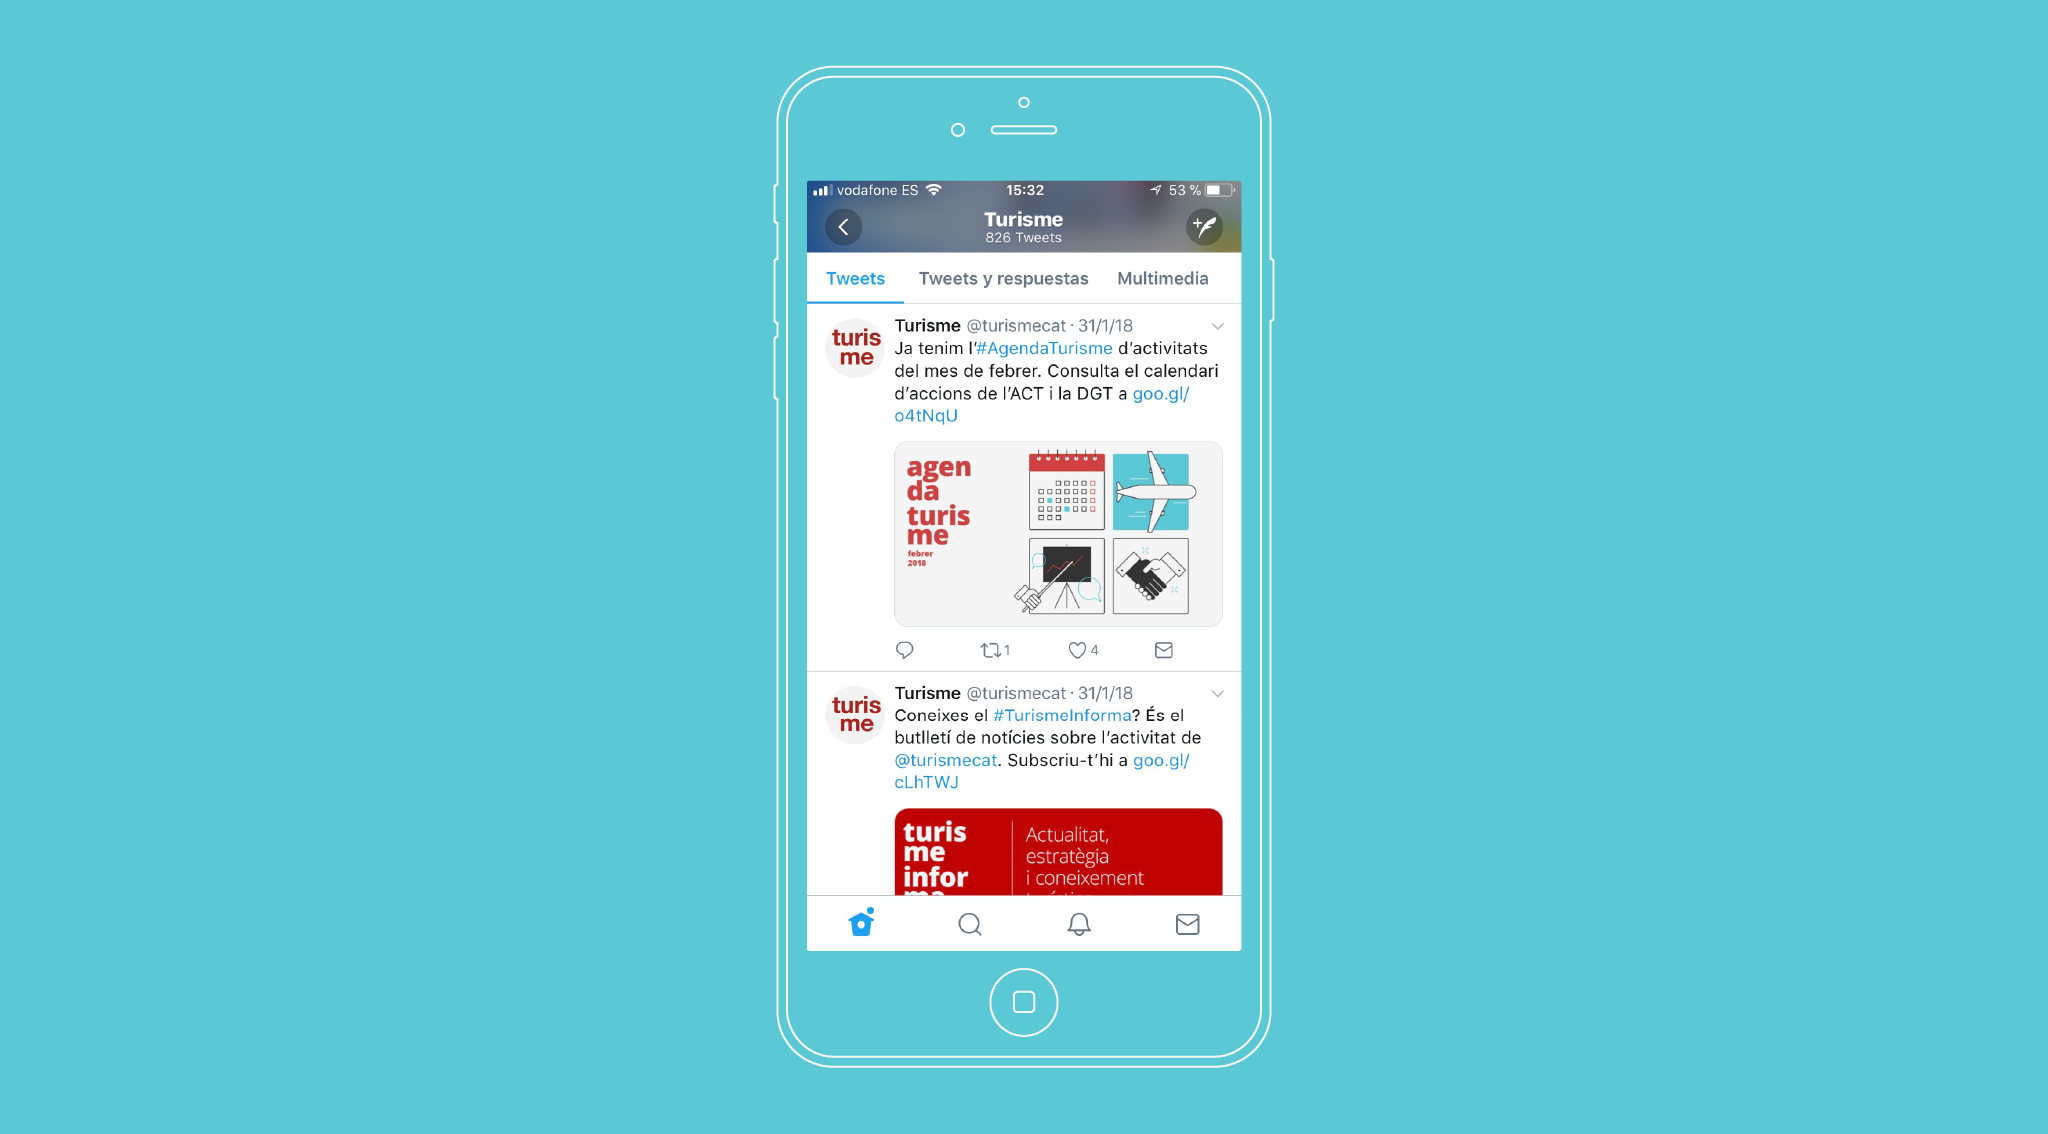 vodafone ES 15:32 53 %
Turisme
826 Tweets
Tweets Tweets y respuestas Multimedia
turis
me
Turisme @turismecat · 31/1/18
Ja tenim l'#AgendaTurisme d'activitats
del mes de febrer. Consulta el calendari
d'accions de l'ACT i la DGT a goo.gl/
o4tNqU
agen
da
turis
me
febrer
2018
1 4
turis
me
Turisme @turismecat · 31/1/18
Coneixes el #TurismeInforma? És el
butlletí de notícies sobre l'activitat de
@turismecat. Subscriu-t'hi a goo.gl/
cLhTWJ
turis
me
infor
Actualitat,
estratègia
i coneixement